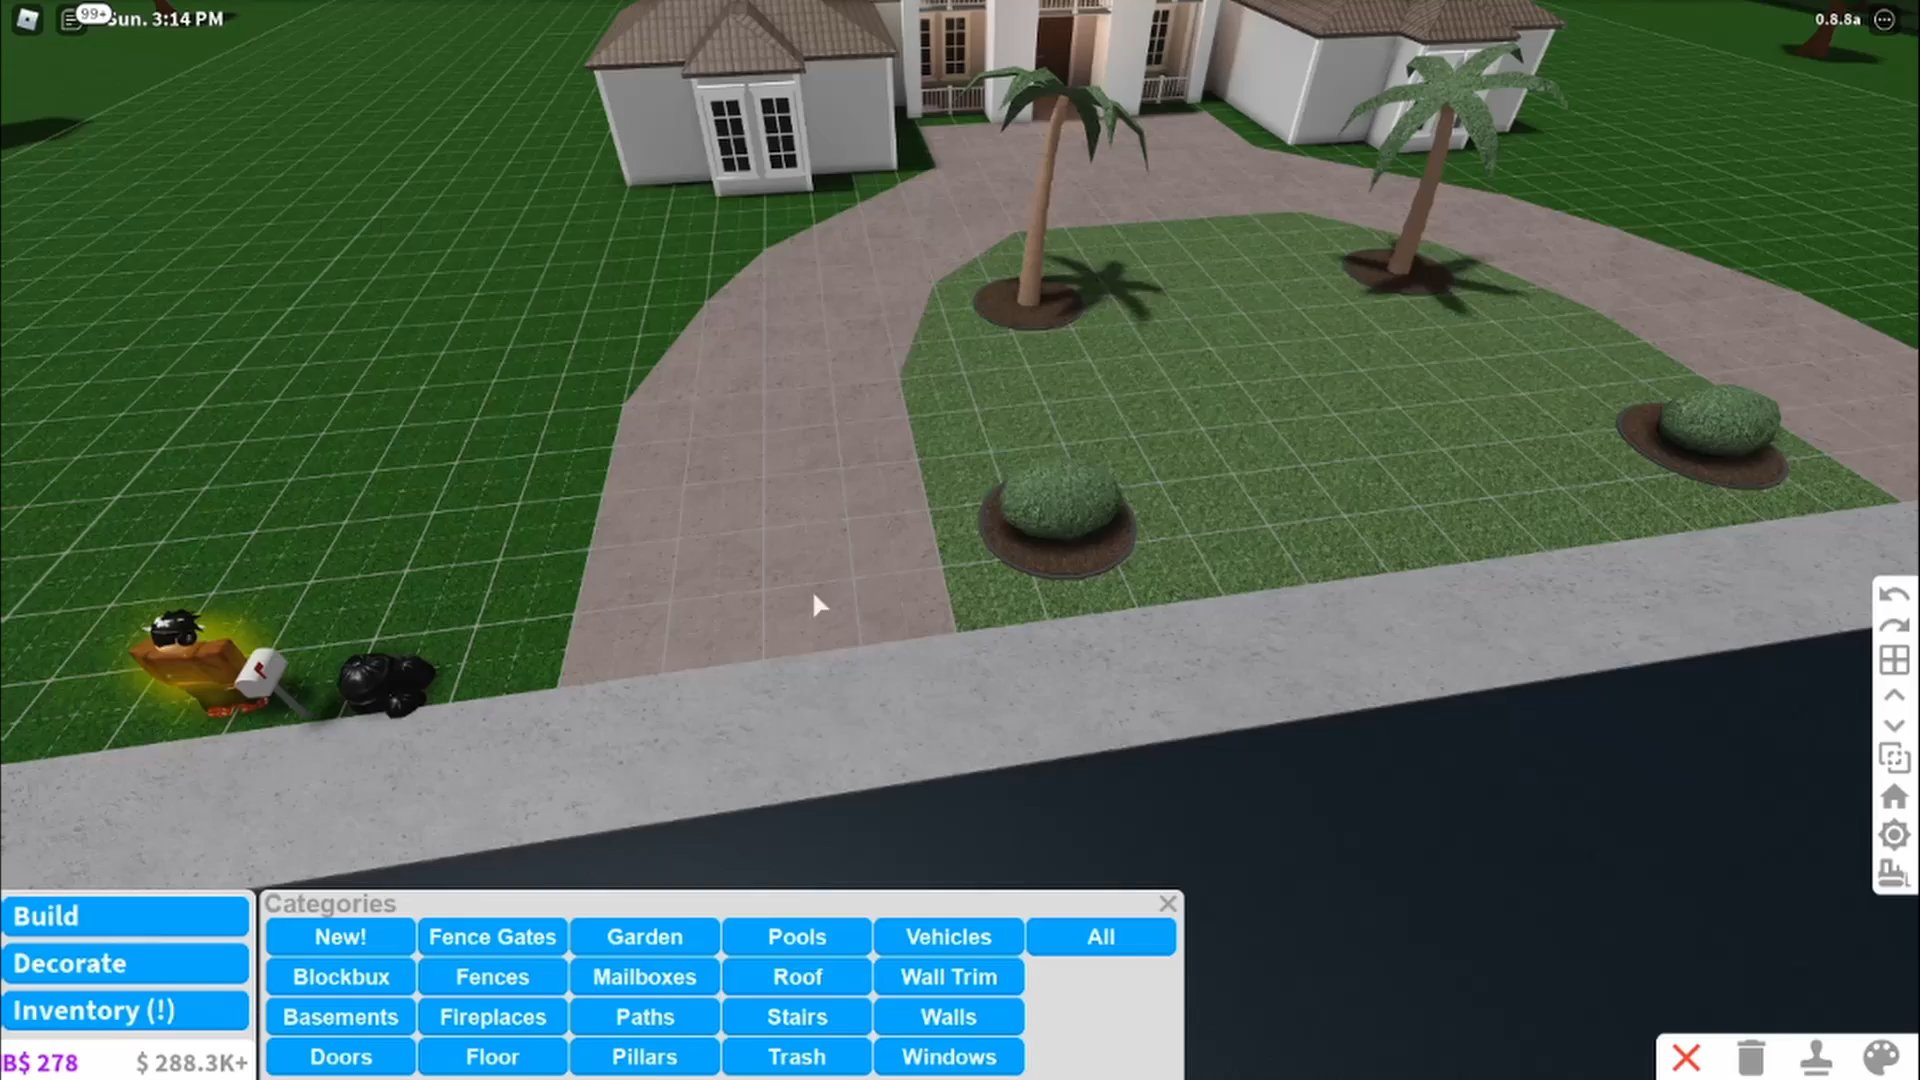 99+
Sun. 3:14 PM
0.8.8a
Build
Decorate
Inventory (!)
B$ 278
$ 288.3K+
Categories
New! Fence Gates Garden Pools Vehicles All
Blockbux Fences Mailboxes Roof Wall Trim
Basements Fireplaces Paths Stairs Walls
Doors Floor Pillars Trash Windows